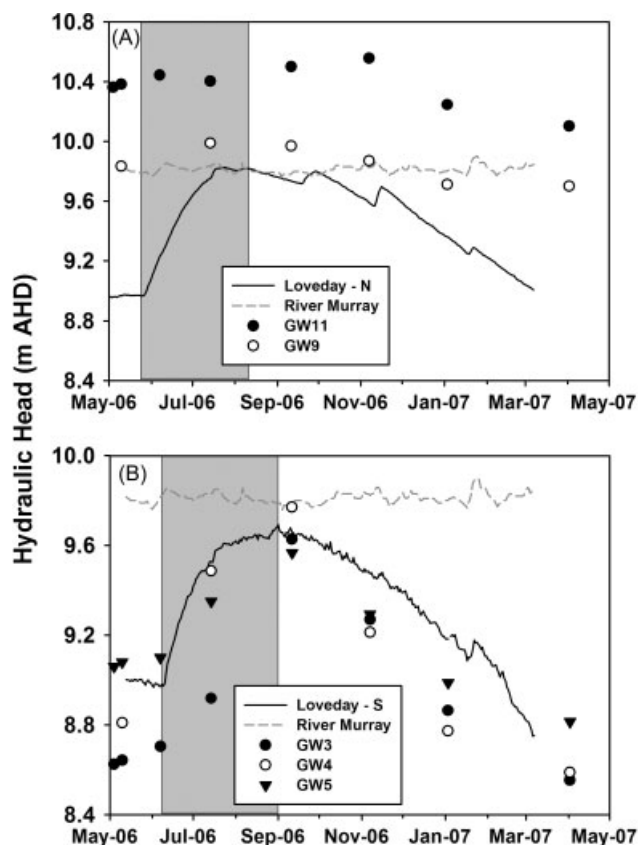 10.8
(A)
10.4
10.0
9.6
9.2
8.8
8.4
Loveday - N
River Murray
GW11
GW9
May-06 Jul-06 Sep-06 Nov-06 Jan-07 Mar-07 May-07
Hydraulic Head (m AHD)
10.0
(B)
9.6
9.2
8.8
8.4
Loveday - S
River Murray
GW3
GW4
GW5
May-06 Jul-06 Sep-06 Nov-06 Jan-07 Mar-07 May-07